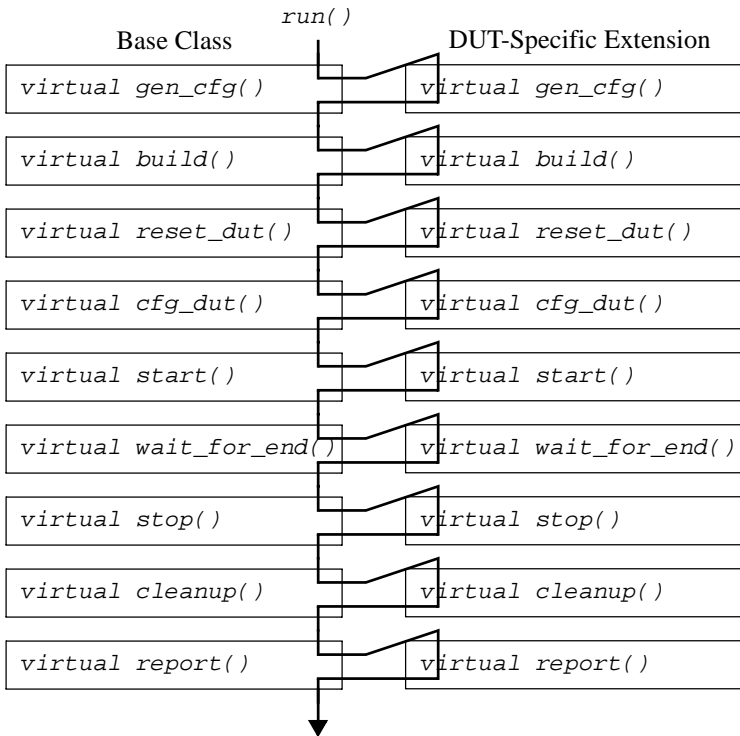 run()
Base Class DUT-Specific Extension
virtual gen_cfg() virtual gen_cfg()
virtual build() virtual build()
virtual reset_dut() virtual reset_dut()
virtual cfg_dut() virtual cfg_dut()
virtual start() virtual start()
virtual wait_for_end() virtual wait_for_end()
virtual stop() virtual stop()
virtual cleanup() virtual cleanup()
virtual report() virtual report()